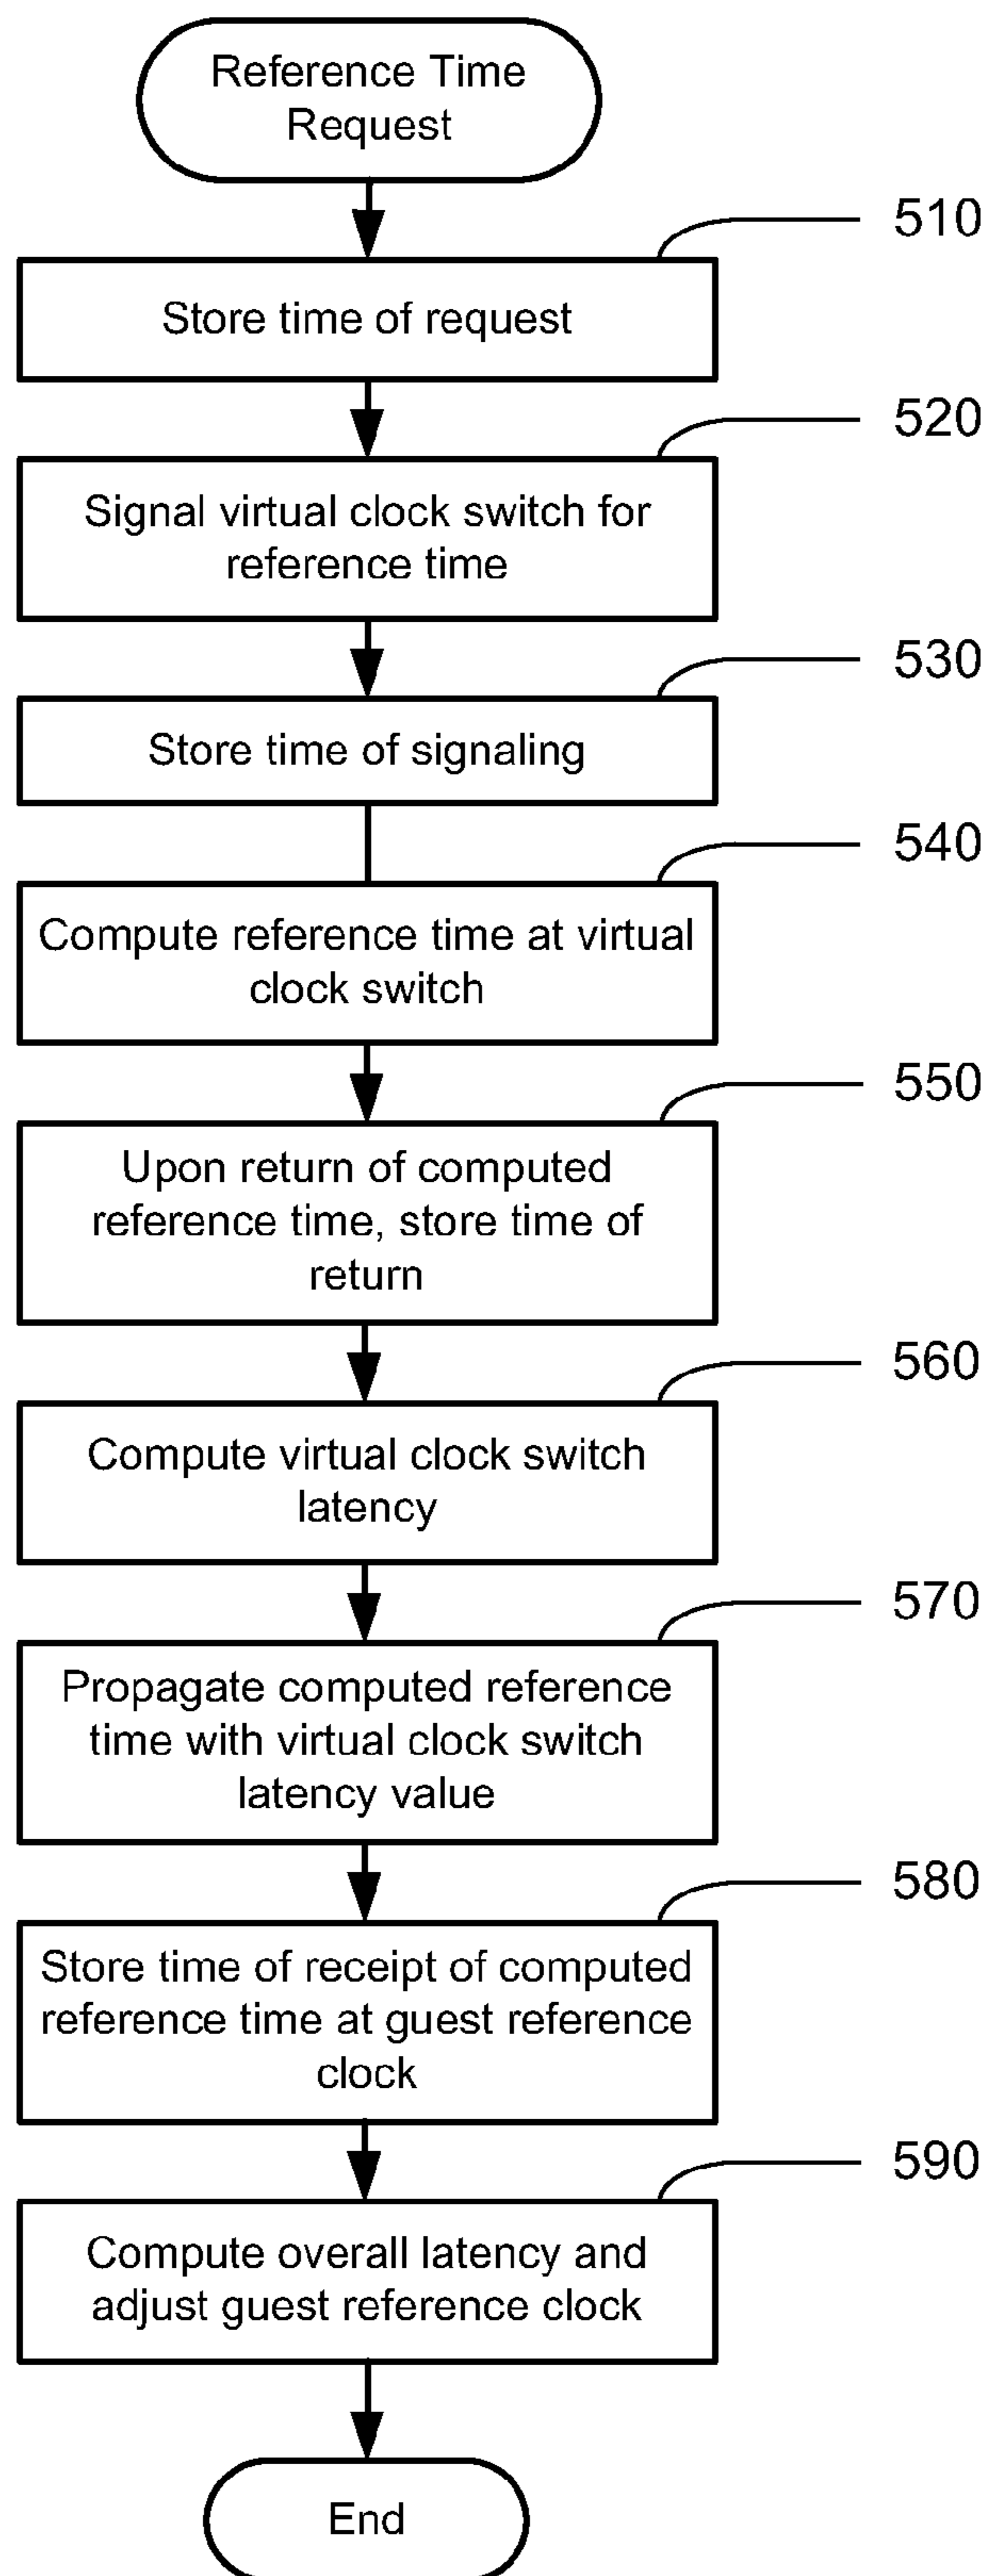 Reference Time
Request
510
Store time of request
520
Signal virtual clock switch for
reference time
530
Store time of signaling
540
Compute reference time at virtual
clock switch
550
Upon return of computed
reference time, store time of
return
560
Compute virtual clock switch
latency
570
Propagate computed reference
time with virtual clock switch
latency value
580
Store time of receipt of computed
reference time at guest reference
clock
590
Compute overall latency and
adjust guest reference clock
End